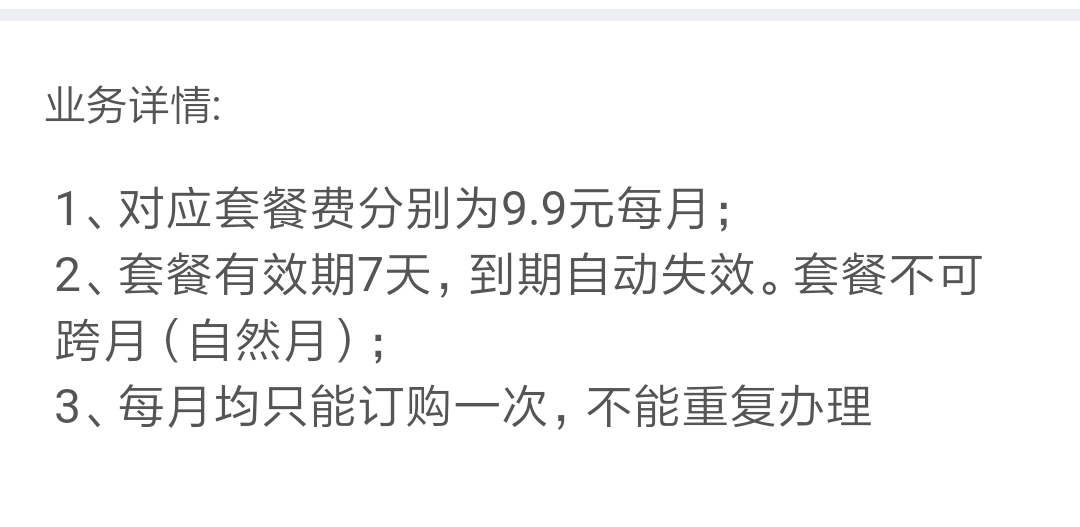 业务详情:
1、对应套餐费分别为9.9元每月；
2、套餐有效期7天，到期自动失效。套餐不可
跨月（自然月）；
3、每月均只能订购一次，不能重复办理